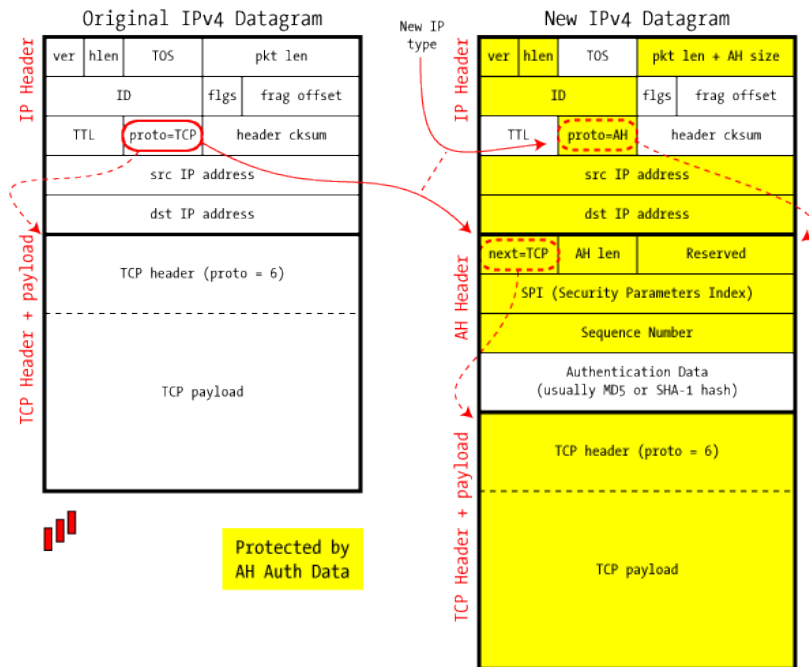 Original IPv4 Datagram
IP Header
ver hlen TOS pkt len
ID flgs frag offset
TTL proto=TCP header cksum
src IP address
dst IP address
TCP Header + payload
TCP header (proto = 6)
TCP payload
New IP
type
New IPv4 Datagram
IP Header
ver hlen TOS pkt len + AH size
ID flgs frag offset
TTL proto=AH header cksum
src IP address
dst IP address
AH Header
next=TCP AH len Reserved
SPI (Security Parameters Index)
Sequence Number
Authentication Data
(usually MD5 or SHA-1 hash)
TCP Header + payload
TCP header (proto = 6)
TCP payload
Protected by
AH Auth Data